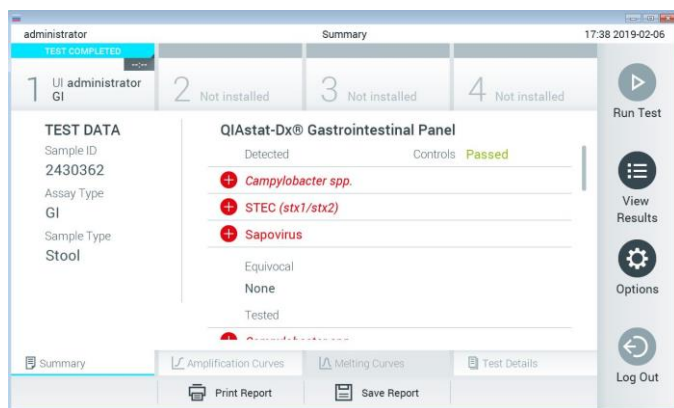 administrator Summary 17:38 2019-02-06
TEST COMPLETED
--:--
1 UI administrator
GI
2 Not installed
3 Not installed
4 Not installed
Run Test
View
Results
Options
Log Out
TEST DATA
Sample ID
2430362
Assay Type
GI
Sample Type
Stool
QIAstat-Dx® Gastrointestinal Panel
Detected Controls Passed
Campylobacter spp.
STEC (stx1/stx2)
Sapovirus
Equivocal
None
Tested
Campylobacter spp.
Summary Amplification Curves Melting Curves Test Details
Print Report Save Report